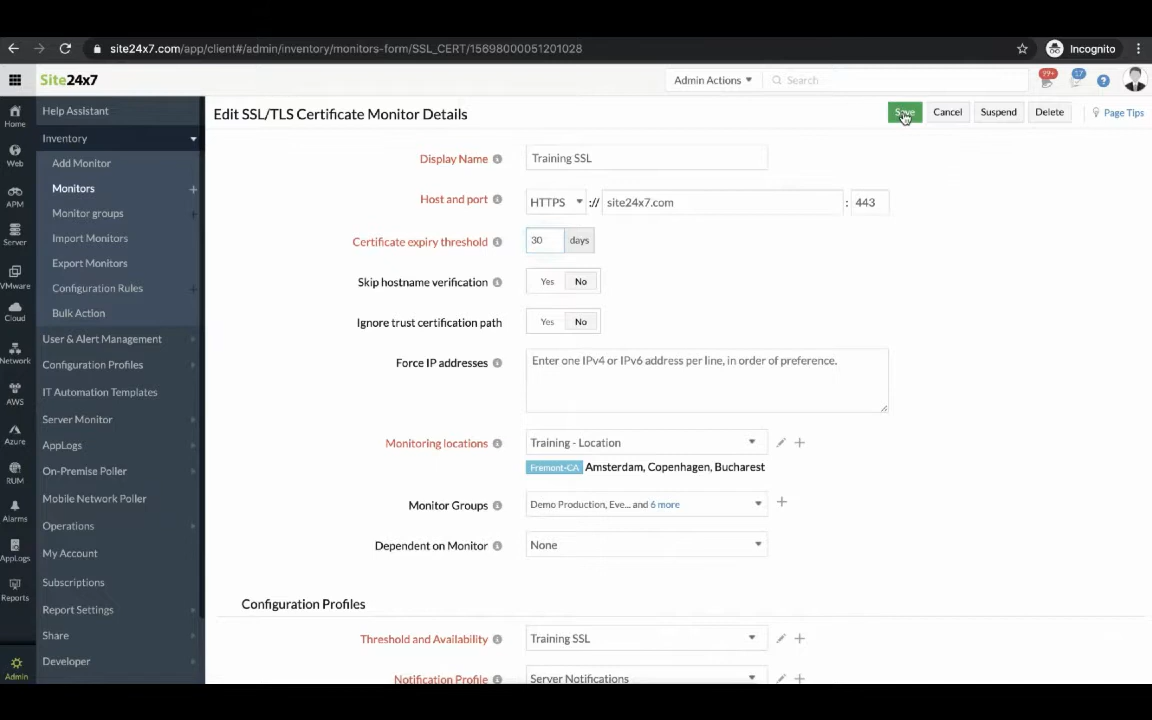 site24x7.com/app/client#/admin/inventory/monitors-form/SSL_CERT/15698000051201028
Incognito
Site24x7
Admin Actions
Search
99+
17
Home
Web
APM
Server
VMware
Cloud
Network
AWS
Azure
RUM
Alarms
AppLogs
Reports
Admin
Help Assistant
Inventory
Add Monitor
Monitors
Monitor groups
Import Monitors
Export Monitors
Configuration Rules
Bulk Action
User & Alert Management
Configuration Profiles
IT Automation Templates
Server Monitor
AppLogs
On-Premise Poller
Mobile Network Poller
Operations
My Account
Subscriptions
Report Settings
Share
Developer
Edit SSL/TLS Certificate Monitor Details
Save
Cancel
Suspend
Delete
Page Tips
Display Name
Training SSL
Host and port
HTTPS :// site24x7.com : 443
Certificate expiry threshold
30 days
Skip hostname verification
Yes No
Ignore trust certification path
Yes No
Force IP addresses
Enter one IPv4 or IPv6 address per line, in order of preference.
Monitoring locations
Training - Location
Fremont-CA Amsterdam, Copenhagen, Bucharest
Monitor Groups
Demo Production, Eve... and 6 more
Dependent on Monitor
None
Configuration Profiles
Threshold and Availability
Training SSL
Notification Profile
Server Notifications